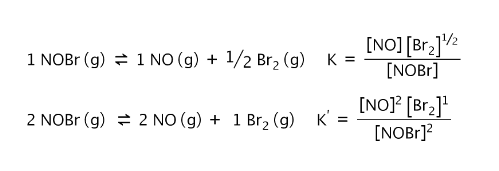 1 NOBr (g) ⇌ 1 NO (g) + 1/2 Br₂ (g) K = [NO] [Br₂]^1/2 / [NOBr]
2 NOBr (g) ⇌ 2 NO (g) + 1 Br₂ (g) K' = [NO]² [Br₂]¹ / [NOBr]²